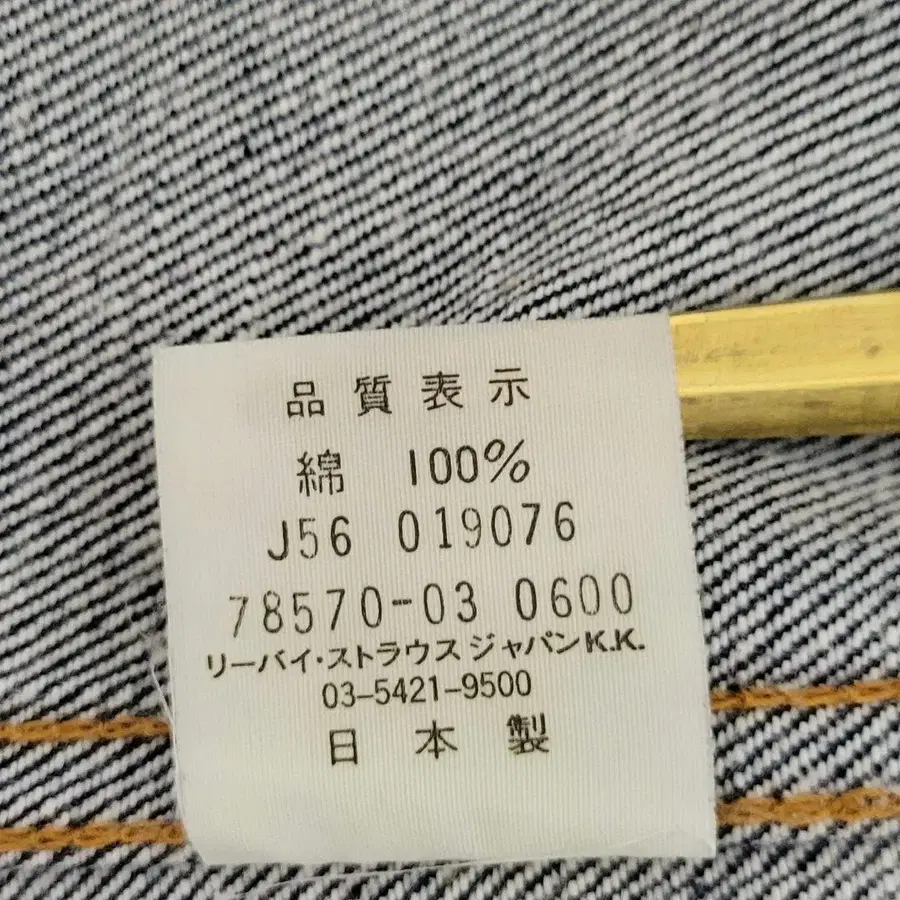 品質表示
綿 100%
J56 019076
78570-03 0600
リーバイ・ストラウス ジャパンK.K.
03-5421-9500
日本製